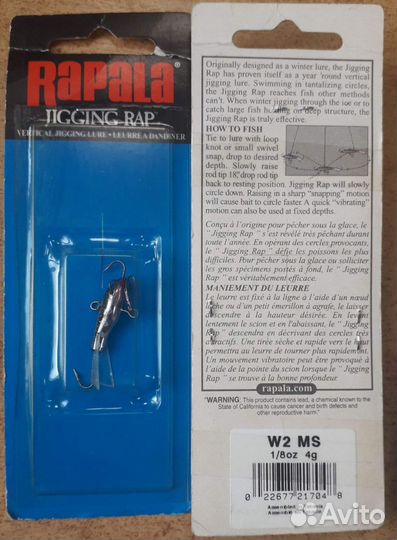 RAPALA
JIGGING RAP
VERTICAL JIGGING LURE • LEURRE A DANDINER
Originally designed as a winter lure, the Jigging
Rap has proven itself as a year 'round vertical
jigging lure. Swimming in tantalizing circles,
the Jigging Rap reaches fish other methods
can't. When winter jigging through the ice or to
catch large fish holding on deep structure, the
Jigging Rap is truly effective.
HOW TO FISH
Tie to lure with loop
knot or small swivel
snap, drop to desired
depth. Slowly raise
rod tip 18", drop rod tip
back to resting position. Jigging Rap will slowly
circle down. Raising in a sharp "snapping" motion
will cause bait to circle faster. A quick "vibrating"
motion can also be used at fixed depths.
Conçu à l'origine pour pêcher sous la glace, le
" Jigging Rap " s'est révélé très pêchant durant
toute l'année. En opérant des cercles provocants,
le " Jigging Rap " défie les poissons les plus
difficiles. Pour pêcher sous la glace ou solliciter
les gros spécimens postés à fond, le " Jigging
Rap " est véritablement efficace.
MANIEMENT DU LEURRE
Le leurre est fixé à la ligne à l'aide d'un nœud
de chaise ou petit émerillon à agrafe, le laisser
descendre à la hauteur désirée. En levant
lentement le scion et en l'abaissant, le " Jigging
Rap " descendra en décrivant des cercles très
attractifs. Une tirée sèche et rapide vers le haut
permettra au leurre de tourner plus rapidement.
Un mouvement vibratoire peut être provoqué à
l'aide de la pointe du scion lorsque le " Jigging
Rap " se trouve à la bonne profondeur.
rapala.com
"WARNING: This product contains lead, a chemical known to the
State of California to cause cancer and birth defects and
other reproductive harm."
W2 MS
1/8oz 4g
0 22677 21704 8
Avito